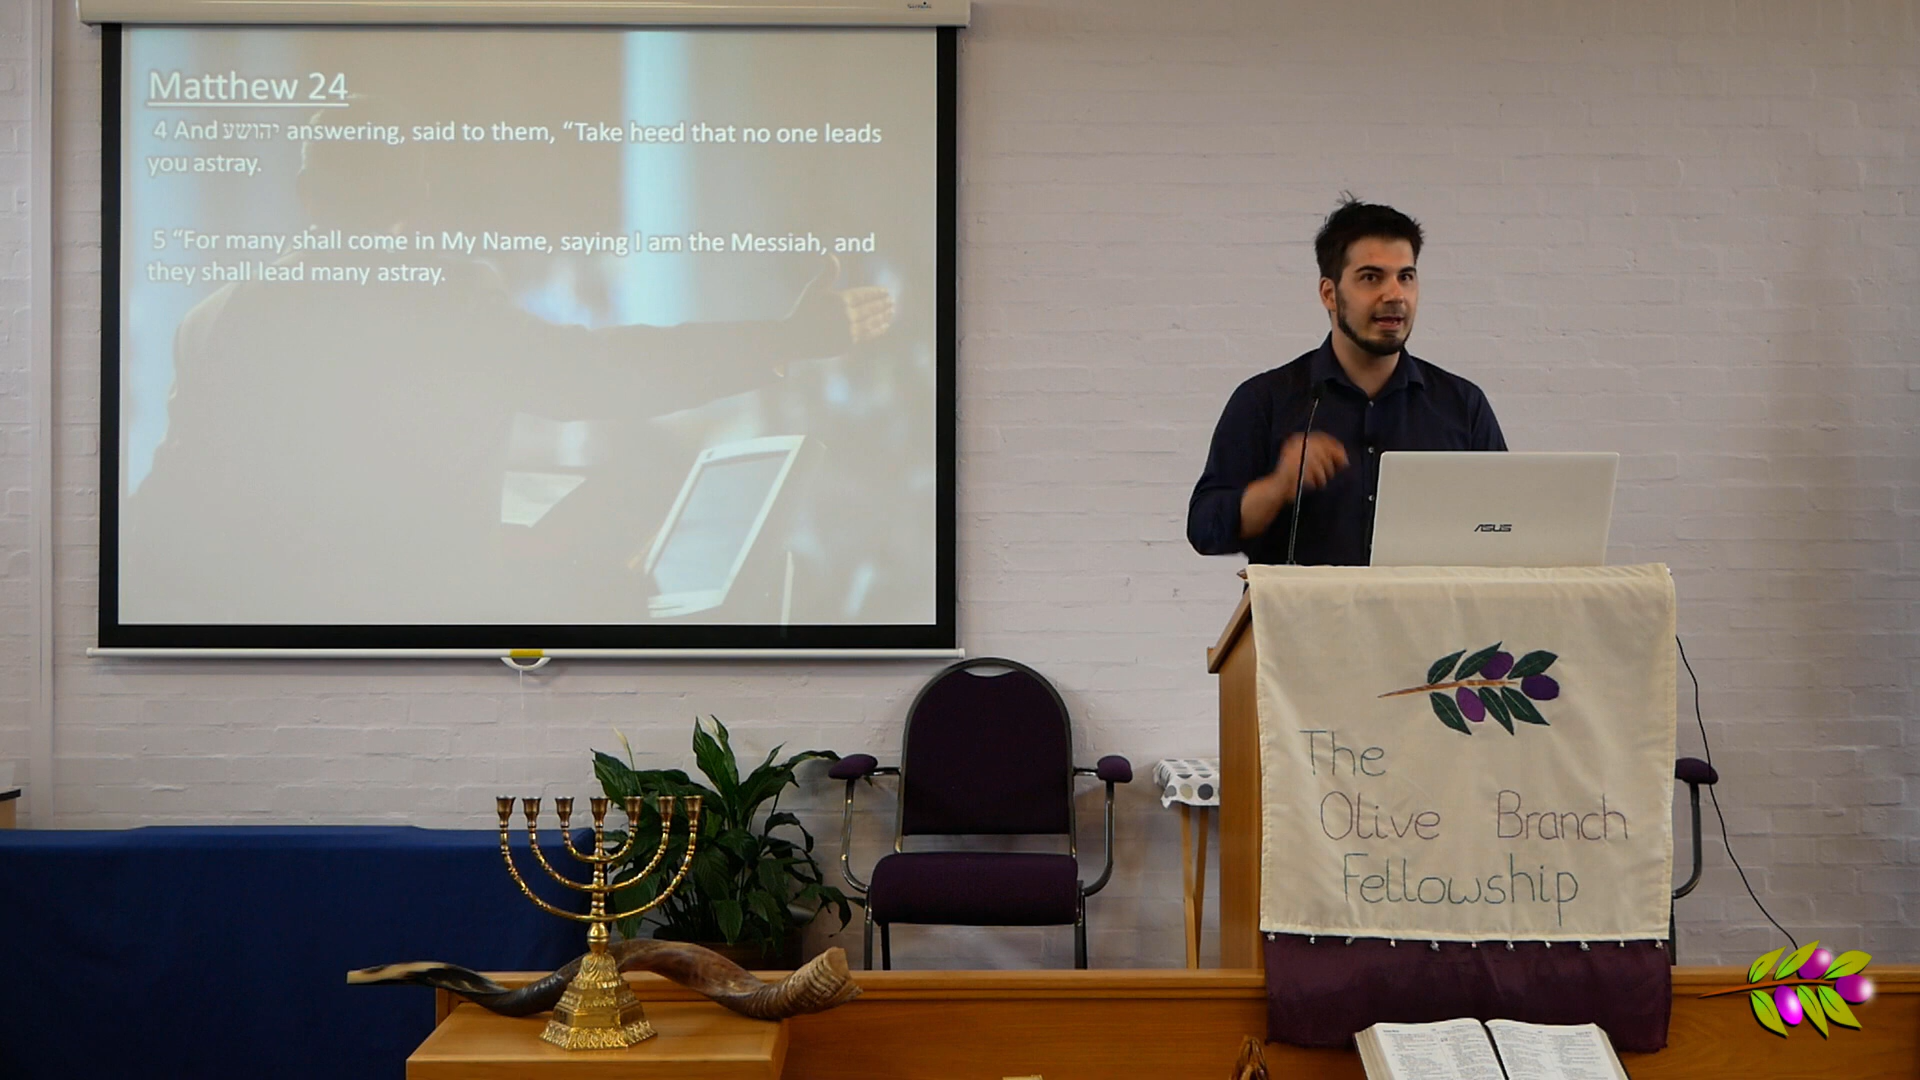 Matthew 24
4 And יהושע answering, said to them, “Take heed that no one leads
you astray.
5 “For many shall come in My Name, saying I am the Messiah, and
they shall lead many astray.
ASUS
The
Olive Branch
Fellowship